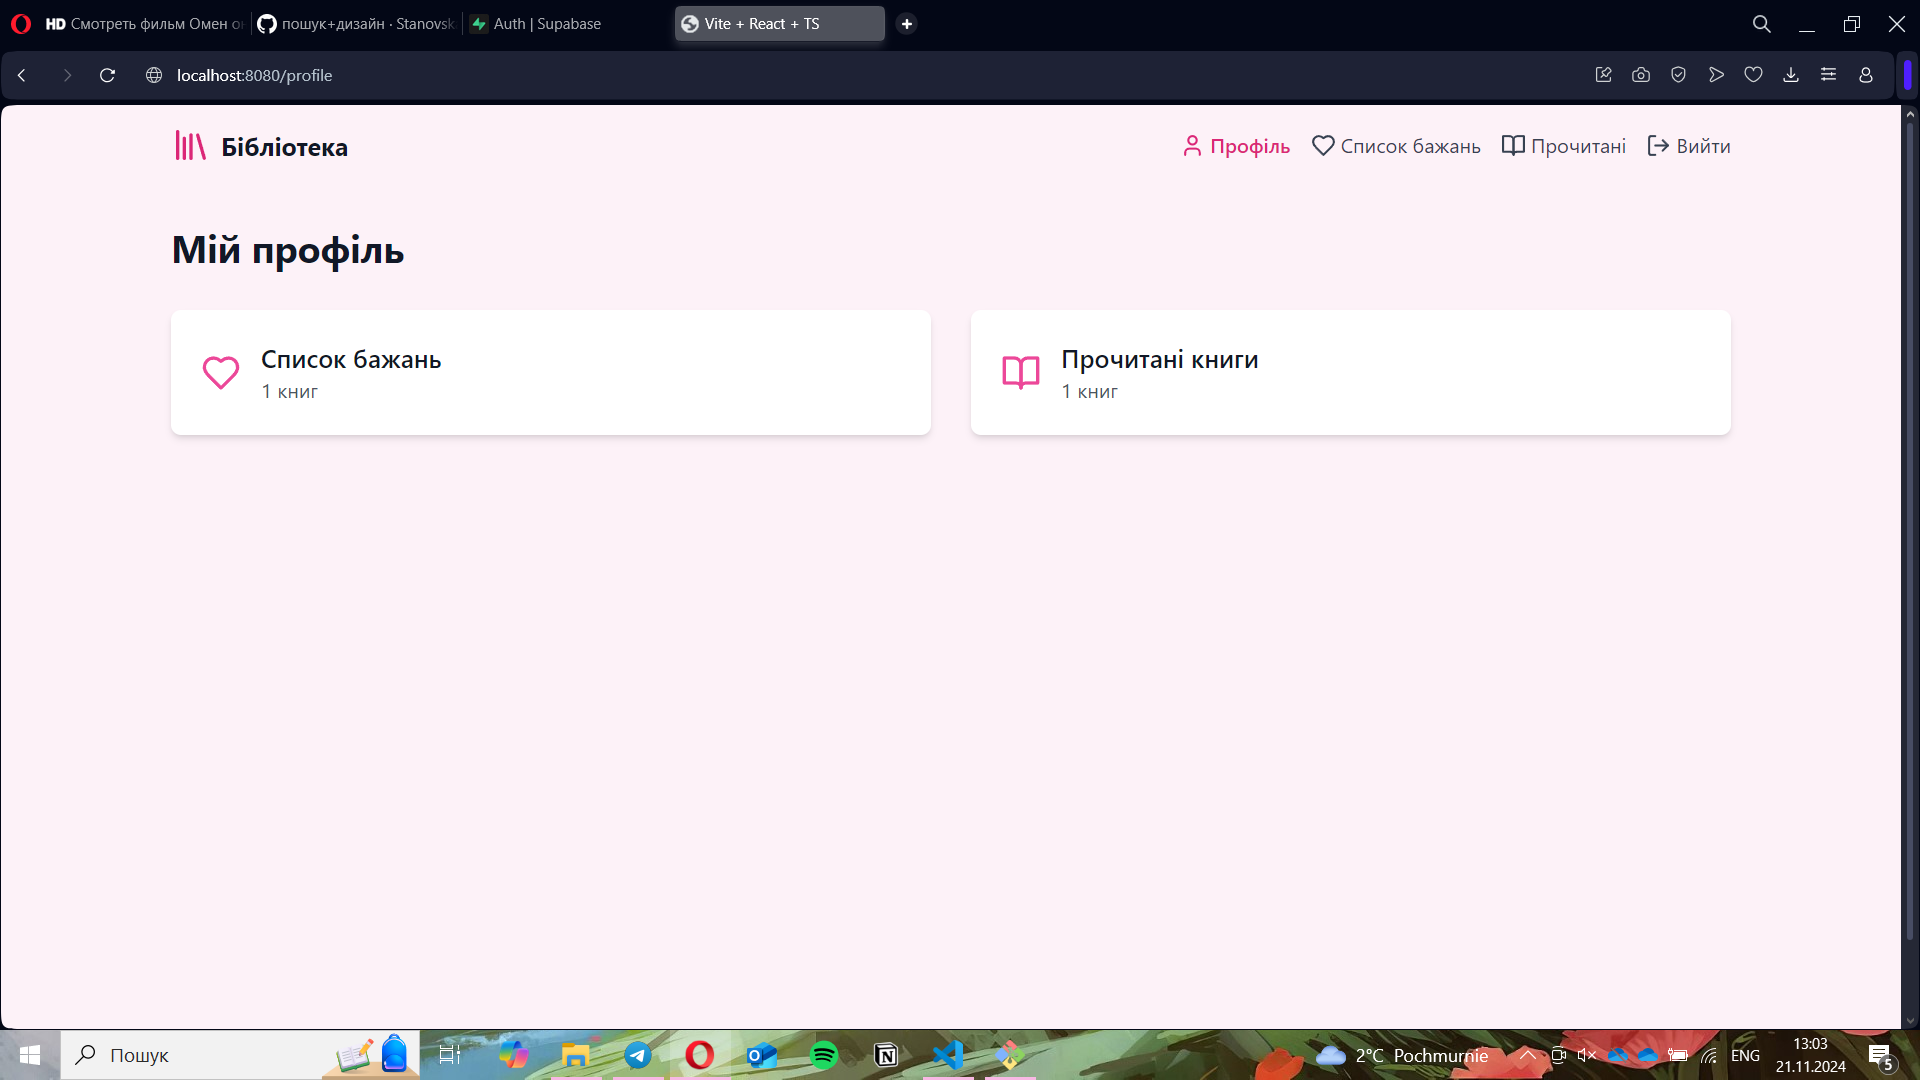 HD Смотреть фильм Омен он
пошук+дизайн · Stanovsk
Auth | Supabase
Vite + React + TS
localhost:8080/profile
Бібліотека
Профіль
Список бажань
Прочитані
Вийти
Мій профіль
Список бажань
1 книг
Прочитані книги
1 книг
Пошук
2°C Pochmurnie
ENG
13:03
21.11.2024
5